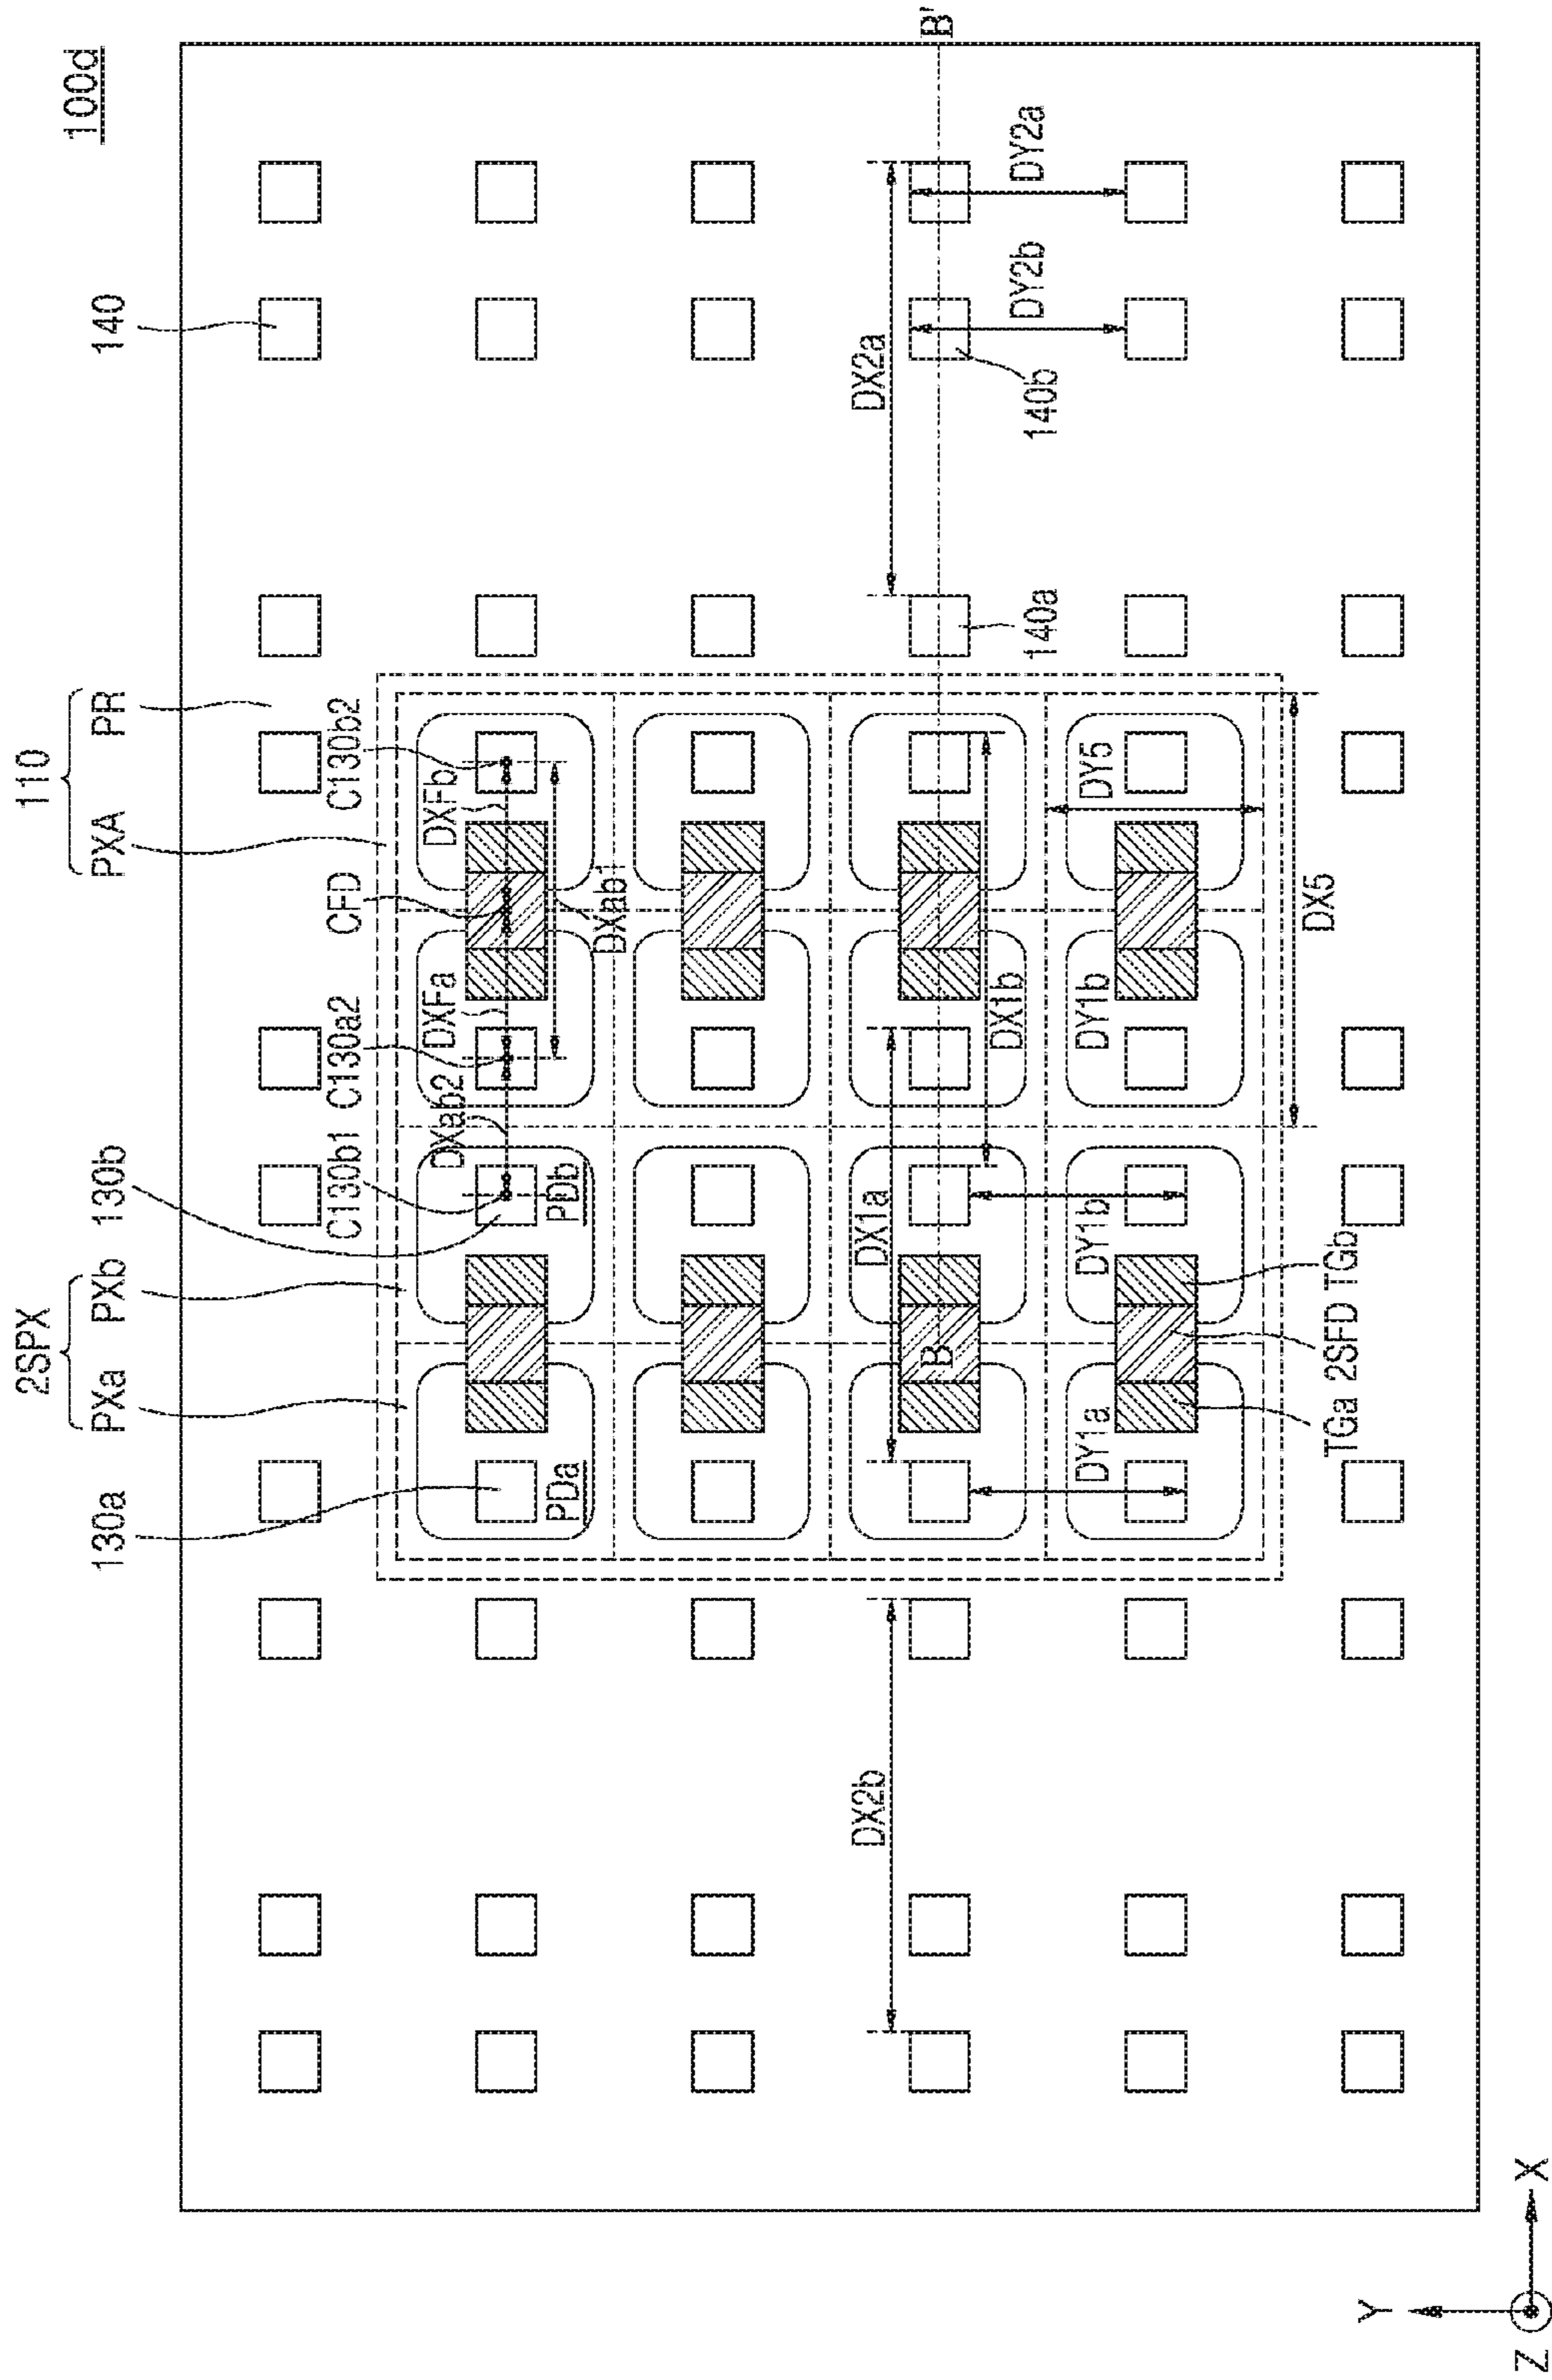 100d
110
PXA PR
2SPX
PXa PXb
130a
130b
C130b1
C130a2
CFD
C130b2
140
DXab2
DXFa
DXFb
DXab1
PDa
PDb
DX2b
DX1a
DX2a
B
B'
140a
140b
DX1b
DY2b
DY2a
DY1a
DY1b
DY1b
DY5
DX5
TGa 2SFD TGb
Y
Z
X